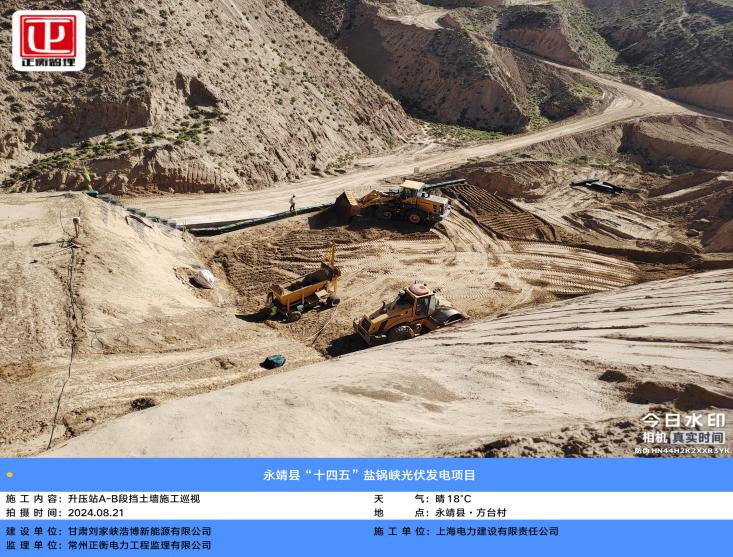 正衡监理
今日水印
相机 真实时间
防伪 HN44H2K2XXR3YK
永靖县“十四五”盐锅峡光伏发电项目
施工内容：升压站A-B段挡土墙施工巡视
天气：晴18℃
拍摄时间：2024.08.21
地点：永靖县·方台村
建设单位：甘肃刘家峡浩博新能源有限公司
施工单位：上海电力建设有限责任公司
监理单位：常州正衡电力工程监理有限公司